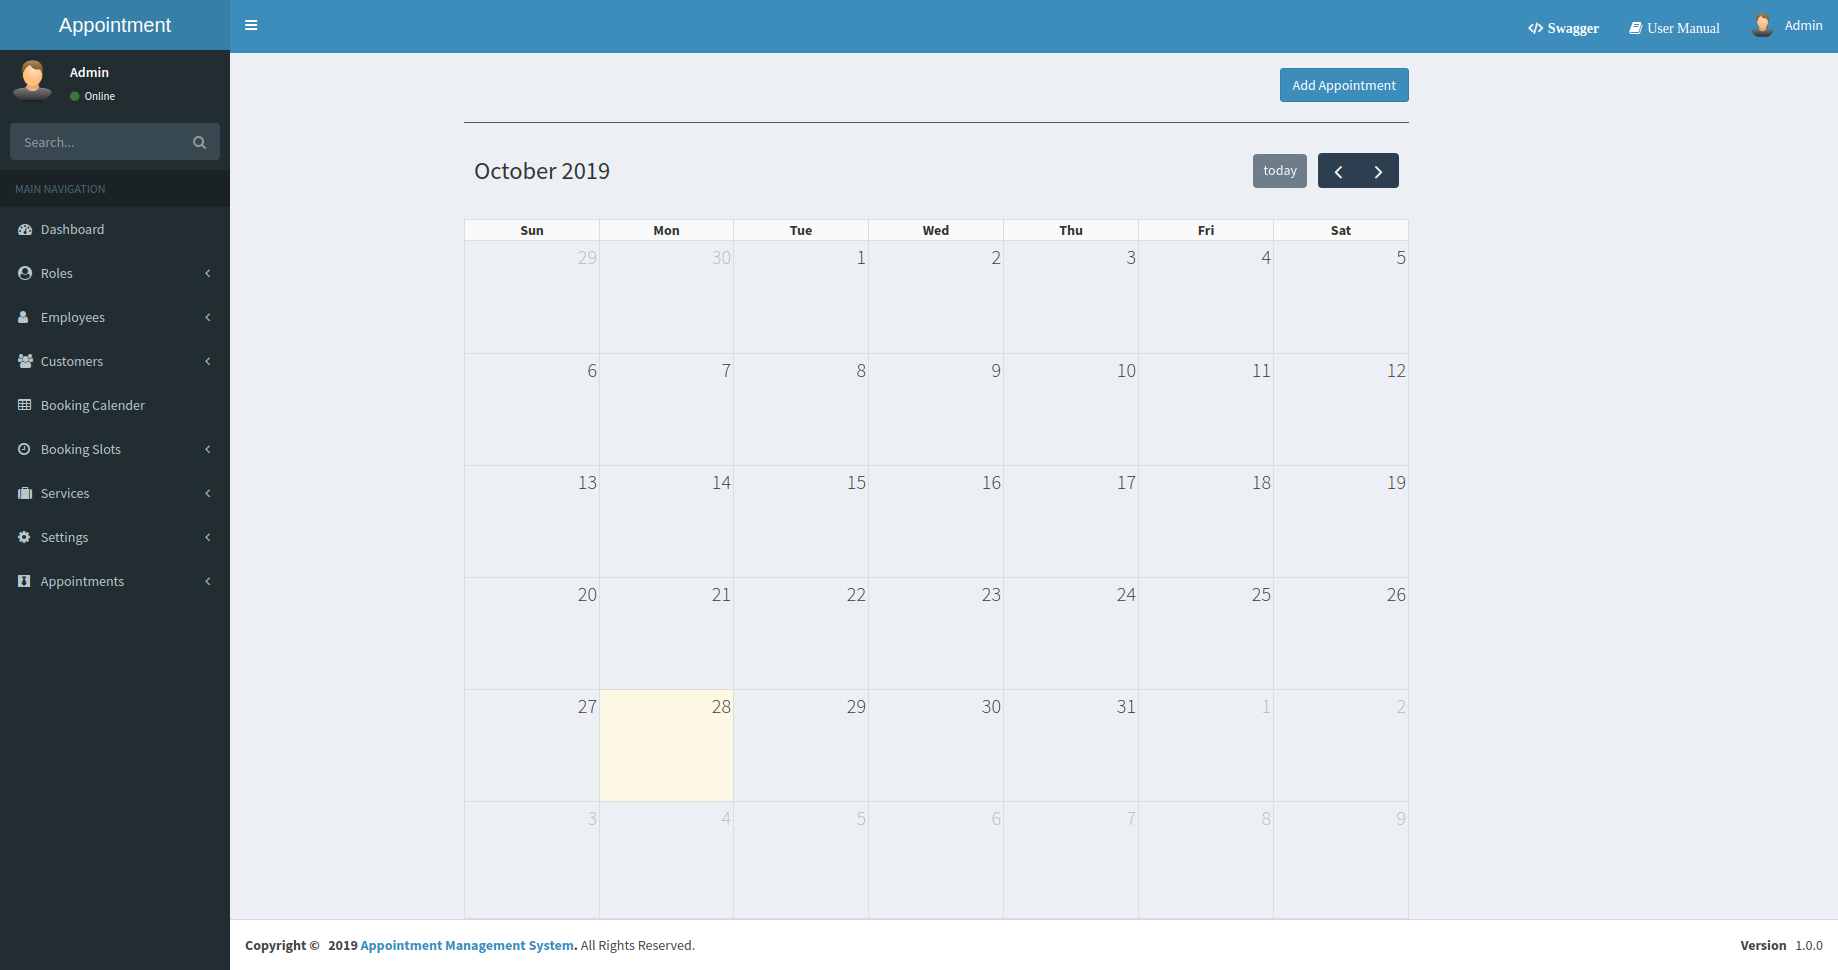 Appointment
Swagger User Manual Admin
Admin
Online
Search...
MAIN NAVIGATION
Dashboard
Roles
Employees
Customers
Booking Calender
Booking Slots
Services
Settings
Appointments
Add Appointment
October 2019 today
Sun Mon Tue Wed Thu Fri Sat
29 30 1 2 3 4 5
6 7 8 9 10 11 12
13 14 15 16 17 18 19
20 21 22 23 24 25 26
27 28 29 30 31 1 2
3 4 5 6 7 8 9
Copyright © 2019 Appointment Management System. All Rights Reserved. Version 1.0.0